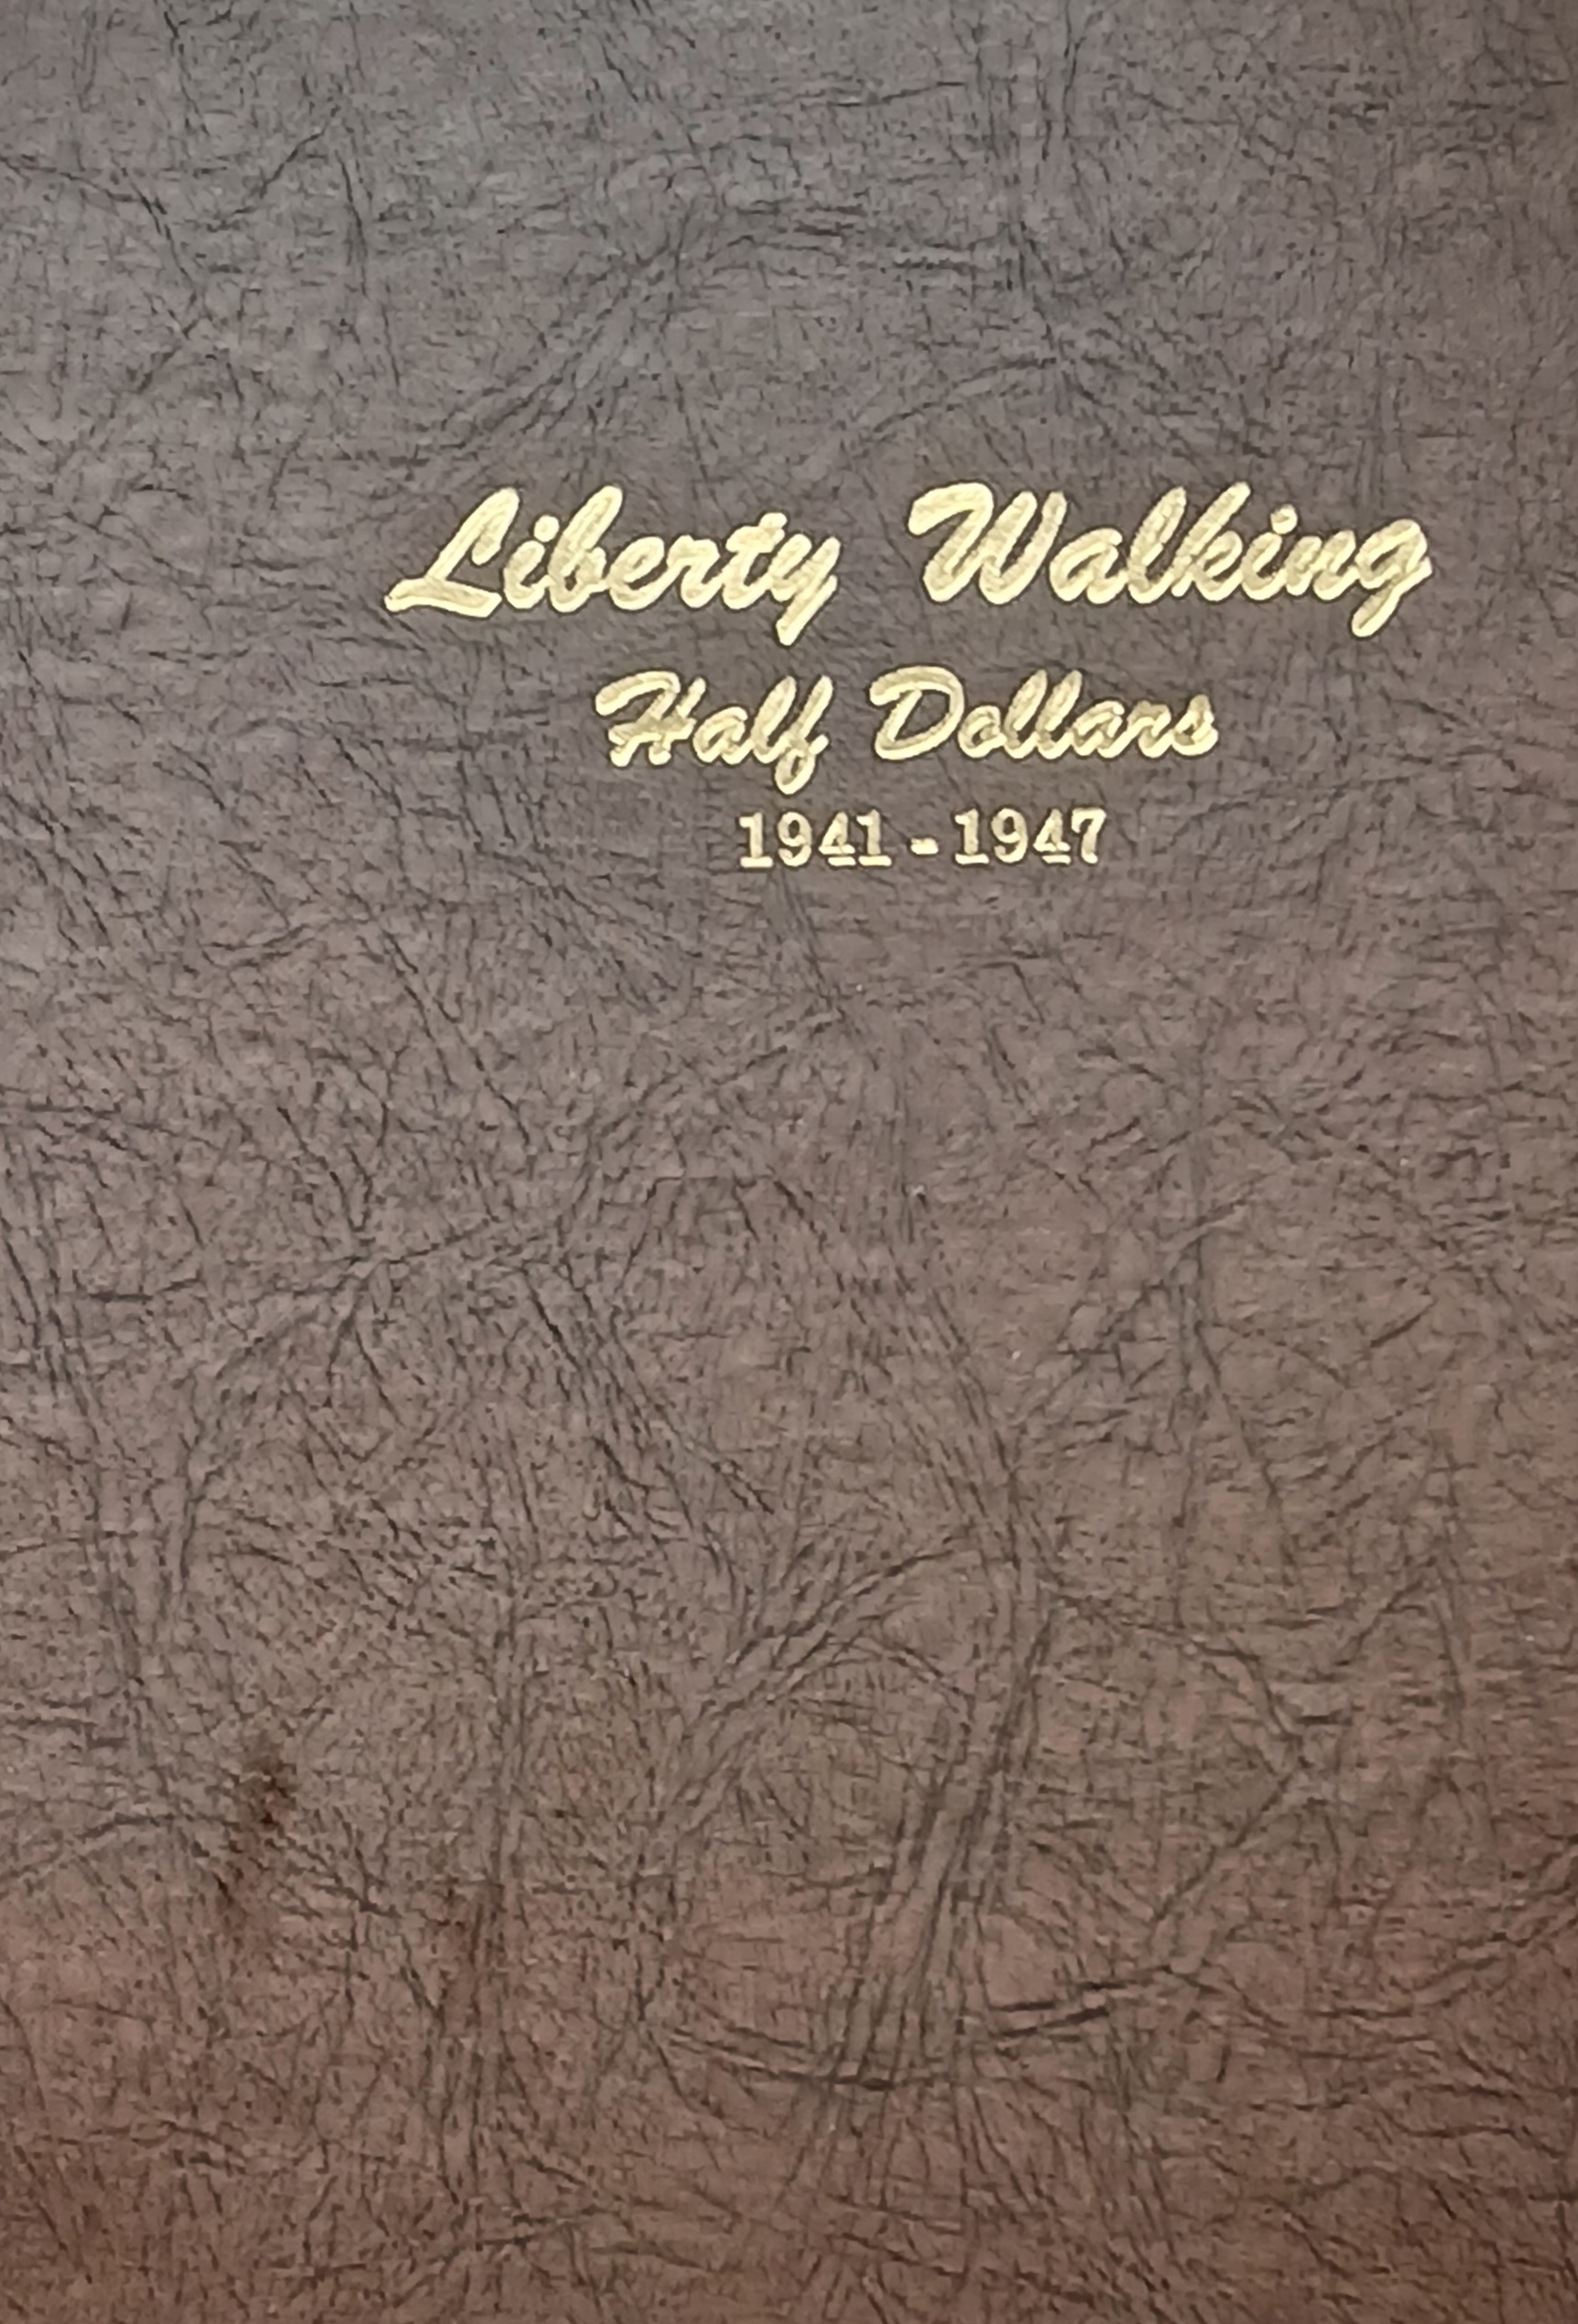 Liberty Walking
Half Dollars
1941 - 1947